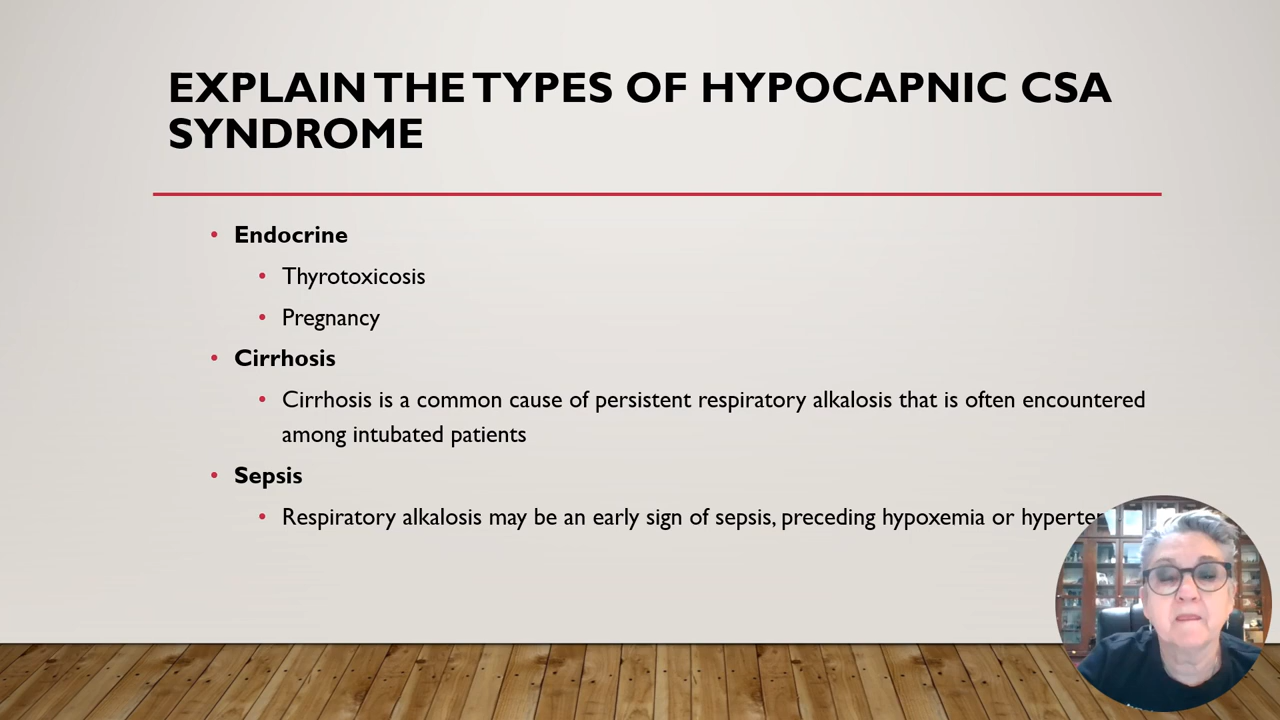 EXPLAIN THE TYPES OF HYPOCAPNIC CSA
SYNDROME
• Endocrine
• Thyrotoxicosis
• Pregnancy
• Cirrhosis
• Cirrhosis is a common cause of persistent respiratory alkalosis that is often encountered
among intubated patients
• Sepsis
• Respiratory alkalosis may be an early sign of sepsis, preceding hypoxemia or